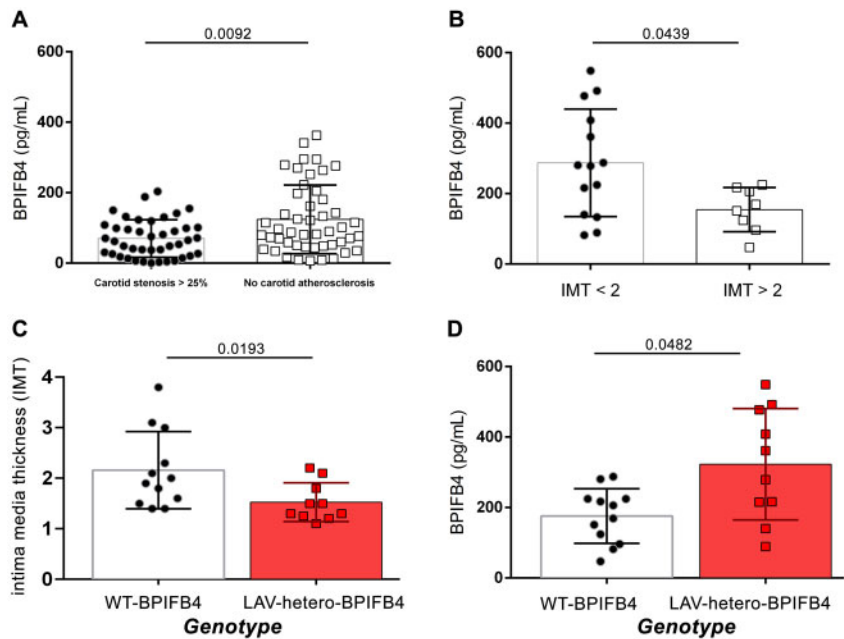 A
0.0092
BPIFB4 (pg/mL)
600
400
200
0
Carotid stenosis > 25%
No carotid atherosclerosis
B
0.0439
BPIFB4 (pg/mL)
600
400
200
0
IMT < 2
IMT > 2
C
0.0193
intima media thickness (IMT)
4
3
2
1
0
WT-BPIFB4
LAV-hetero-BPIFB4
Genotype
D
0.0482
BPIFB4 (pg/mL)
600
400
200
0
WT-BPIFB4
LAV-hetero-BPIFB4
Genotype